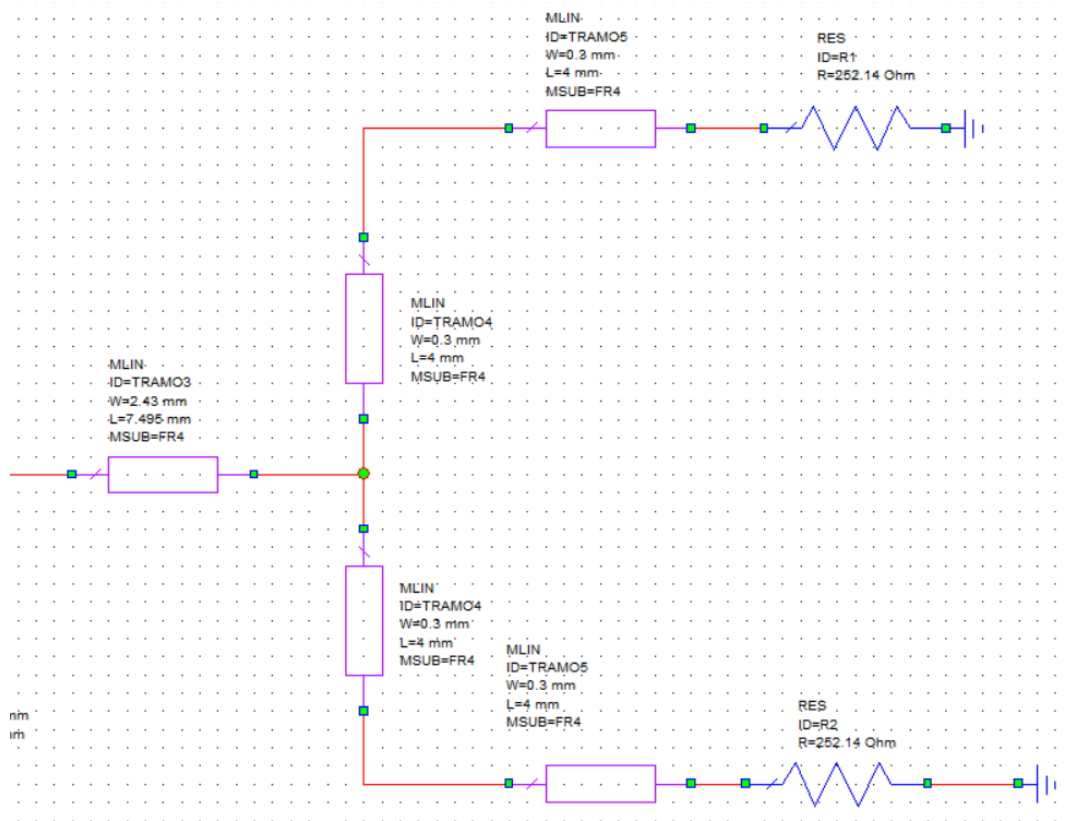 MLIN
ID=TRAMO5
W=0.3 mm
L=4 mm
MSUB=FR4
RES
ID=R1
R=252.14 Ohm
MLIN
ID=TRAMO4
W=0.3 mm
L=4 mm
MSUB=FR4
MLIN
ID=TRAMO3
W=2.43 mm
L=7.495 mm
MSUB=FR4
MLIN
ID=TRAMO4
W=0.3 mm
L=4 mm
MSUB=FR4
MLIN
ID=TRAMO5
W=0.3 mm
L=4 mm
MSUB=FR4
RES
ID=R2
R=252.14 Ohm